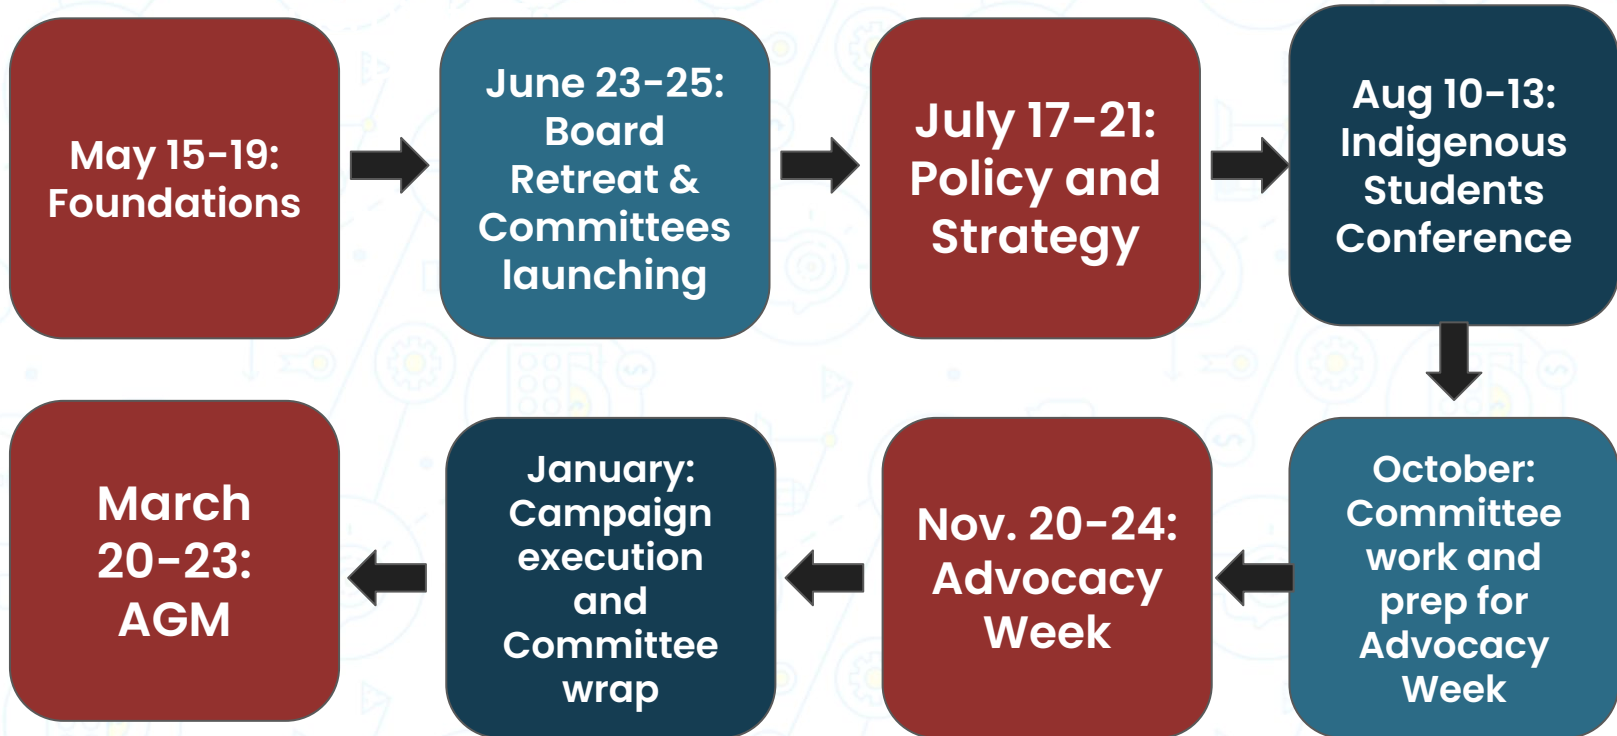 May 15-19:
Foundations
June 23-25:
Board
Retreat &
Committees
launching
July 17-21:
Policy and
Strategy
Aug 10-13:
Indigenous
Students
Conference
October:
Committee
work and
prep for
Advocacy
Week
Nov. 20-24:
Advocacy
Week
January:
Campaign
execution
and
Committee
wrap
March
20-23:
AGM